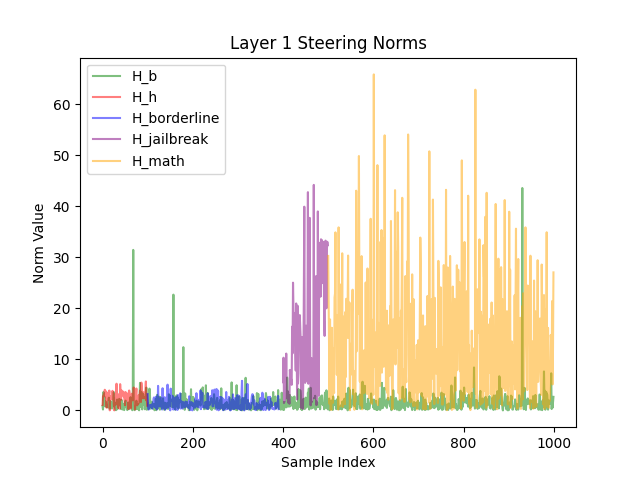 Layer 1 Steering Norms
H_b
H_h
H_borderline
H_jailbreak
H_math
Norm Value
60
50
40
30
20
10
0
0 200 400 600 800 1000
Sample Index